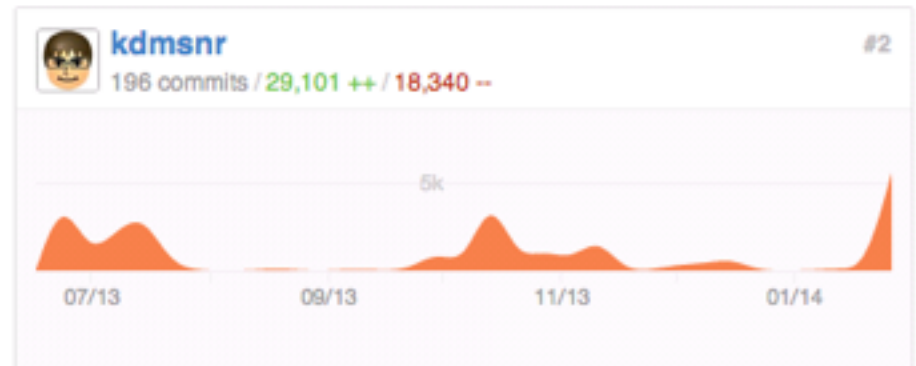 kdmsnr
#2
196 commits / 29,101 ++ / 18,340 --
5k
07/13 09/13 11/13 01/14